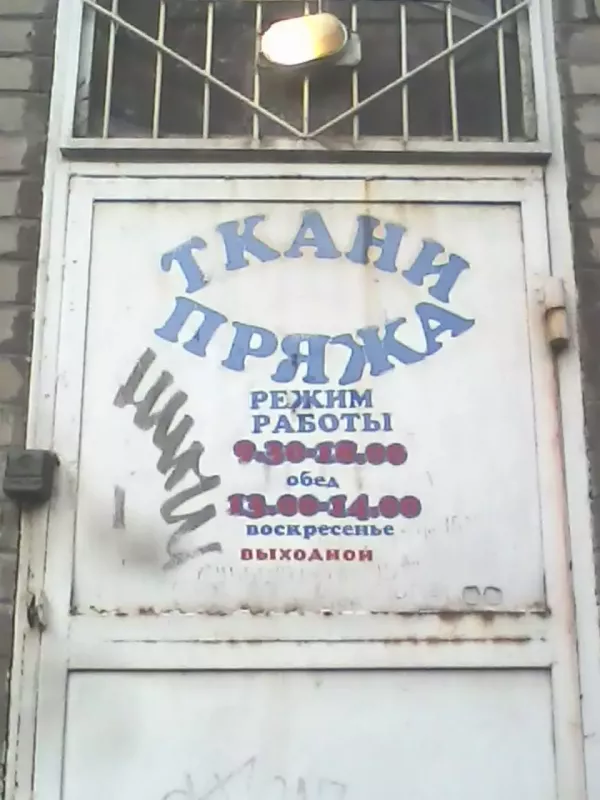 ТКАНИ
ПРЯЖА
РЕЖИМ
РАБОТЫ
9.30-18.00
обед
13.00-14.00
воскресенье
ВЫХОДНОЙ